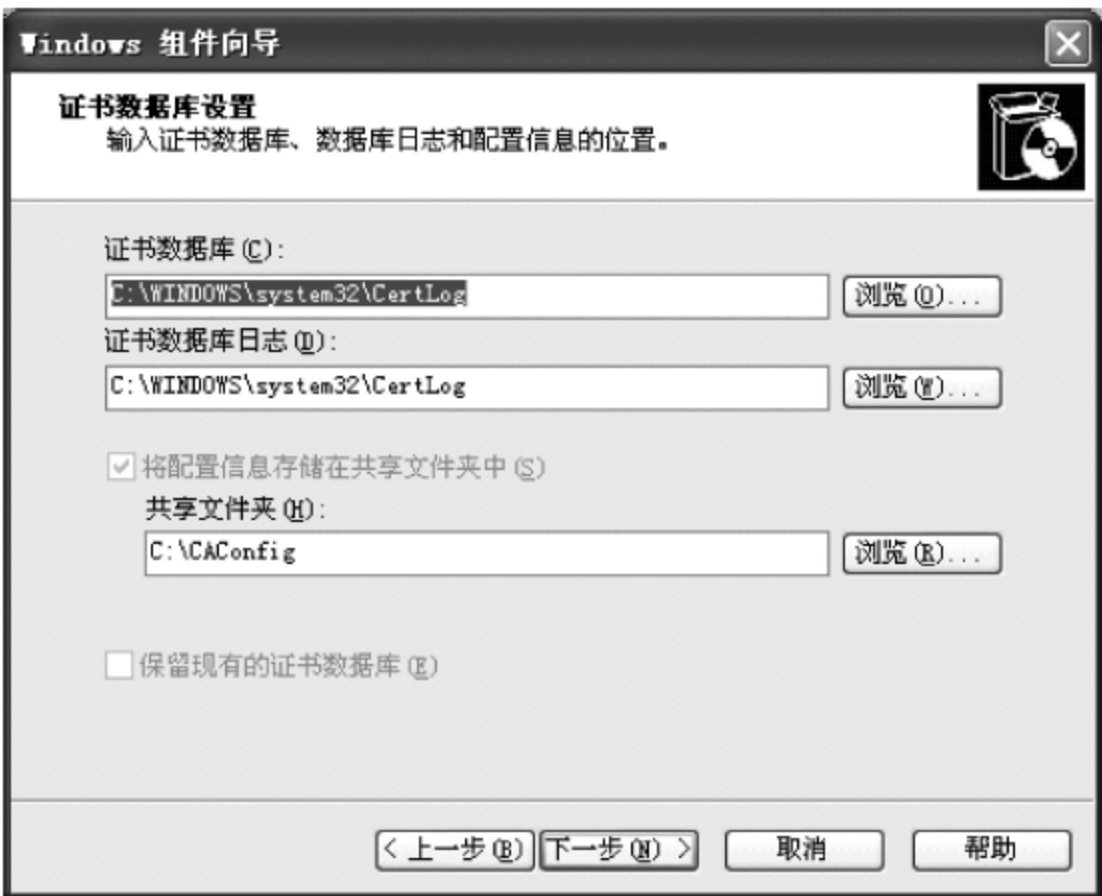 Windows 组件向导
证书数据库设置
输入证书数据库、数据库日志和配置信息的位置。
证书数据库(C):
C:\WINDOWS\system32\CertLog
浏览(O)...
证书数据库日志(D):
C:\WINDOWS\system32\CertLog
浏览(W)...
将配置信息存储在共享文件夹中(S)
共享文件夹(H):
C:\CAConfig
浏览(R)...
保留现有的证书数据库(E)
< 上一步(B) 下一步(N) > 取消 帮助